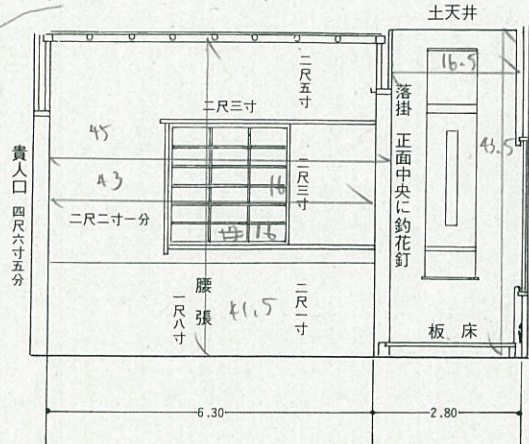 土天井
16.5
二尺五寸
落掛 正面中央に釣花釘
二尺三寸
45
43.5
43
二尺三寸
16
貴人口 四尺六寸五分
二尺二寸一分
16
腰張
一尺八寸
41.5
二尺一寸
板床
6.30
2.80